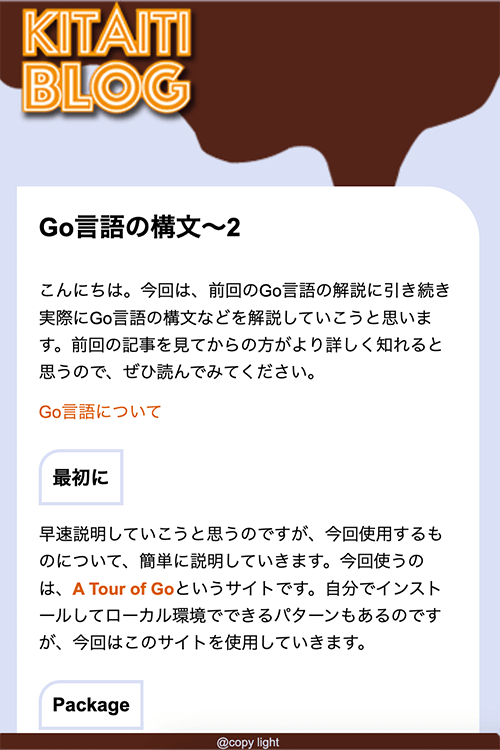 KITAITI
BLOG
Go言語の構文〜2
こんにちは。今回は、前回のGo言語の解説に引き続き
実際にGo言語の構文などを解説していこうと思いま
す。前回の記事を見てからの方がより詳しく知れると
思うので、ぜひ読んでみてください。
Go言語について
最初に
早速説明していこうと思うのですが、今回使用するも
のについて、簡単に説明していきます。今回使うの
は、A Tour of Goというサイトです。自分でインスト
ールしてローカル環境でできるパターンもあるのです
が、今回はこのサイトを使用していきます。
Package
@copy light